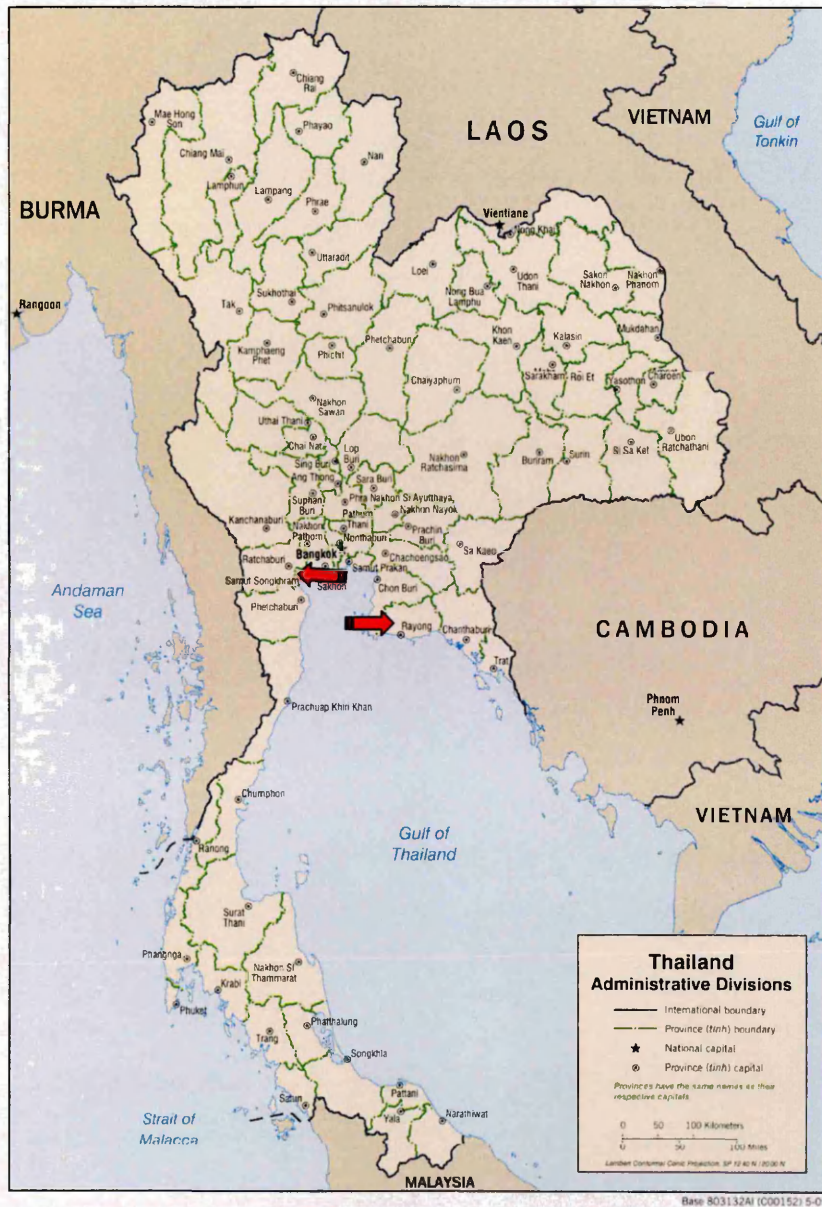 Chiang
Rai
Mae Hong
Son
Phayao
LAOS
VIETNAM
Gulf of
Tonkin
Chiang Mai
Nan
Lamphun
Lampang
Phrae
BURMA
Vientiane
Nong Khai
Uttaradit
Loei
Udon
Thani
Sakon
Nakhon
Nakhon
Phanom
Nong Bua
Lamphu
Rangoon
Tak
Sukhothai
Phitsanulok
Mukdahan
Khon
Kaen
Kalasin
Kamphaeng
Phet
Phichit
Phetchabun
Sarakham
Roi Et
Yasothon
Charoen
Chaiyaphum
Nakhon
Sawan
Uthai Thani
Chai Nat
Ubon
Ratchathani
Lop
Buri
Sing Buri
Nakhon
Ratchasima
Buriram
Surin
Si Sa Ket
Ang Thong
Sara Buri
Suphan
Buri
Phra Nakhon Si Ayutthaya,
Nakhon Nayok
Pathum
Thani
Kanchanaburi
Nakhon
Pathom
Nonthaburi
Prachin
Buri
Sa Kaeo
Bangkok
Ratchaburi
Samut Prakan
Chachoengsao
Samut Songkhram
Sakhon
Chon Buri
Andaman
Sea
Phetchaburi
Rayong
Chanthaburi
CAMBODIA
Trat
Prachuap Khiri Khan
Phnom
Penh
Chumphon
VIETNAM
Gulf of
Thailand
Ranong
Surat
Thani
Phangnga
Nakhon Si
Thammarat
Krabi
Phuket
Phatthalung
Trang
Songkhla
Pattani
Satun
Yala
Narathiwat
Strait of
Malacca
MALAYSIA
Thailand
Administrative Divisions
International boundary
Province (tinh) boundary
National capital
Province (tinh) capital
Provinces have the same names as their
respective capitals
0 50 100 Kilometers
0 50 100 Miles
Lambert Conformal Conic Projection, SP
Base 803132AI (C00152) 5-0